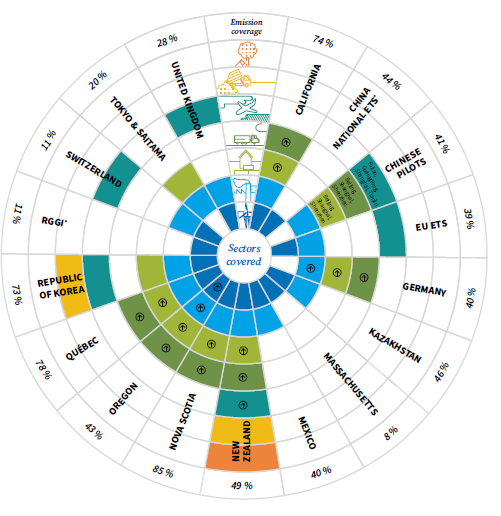 Emission
coverage
74 %
CALIFORNIA
44 %
CHINA
NATIONAL ETS*
41 %
CHINESE
PILOTS
39 %
EU ETS
40 %
GERMANY
46 %
KAZAKHSTAN
8 %
MASSACHUSETTS
40 %
MEXICO
49 %
NEW
ZEALAND
85 %
NOVA SCOTIA
43 %
OREGON
78 %
QUÉBEC
73 %
REPUBLIC
OF KOREA
11 %
RGGI*
11 %
SWITZERLAND
20 %
TOKYO & SAITAMA
28 %
UNITED KINGDOM
Sectors
covered